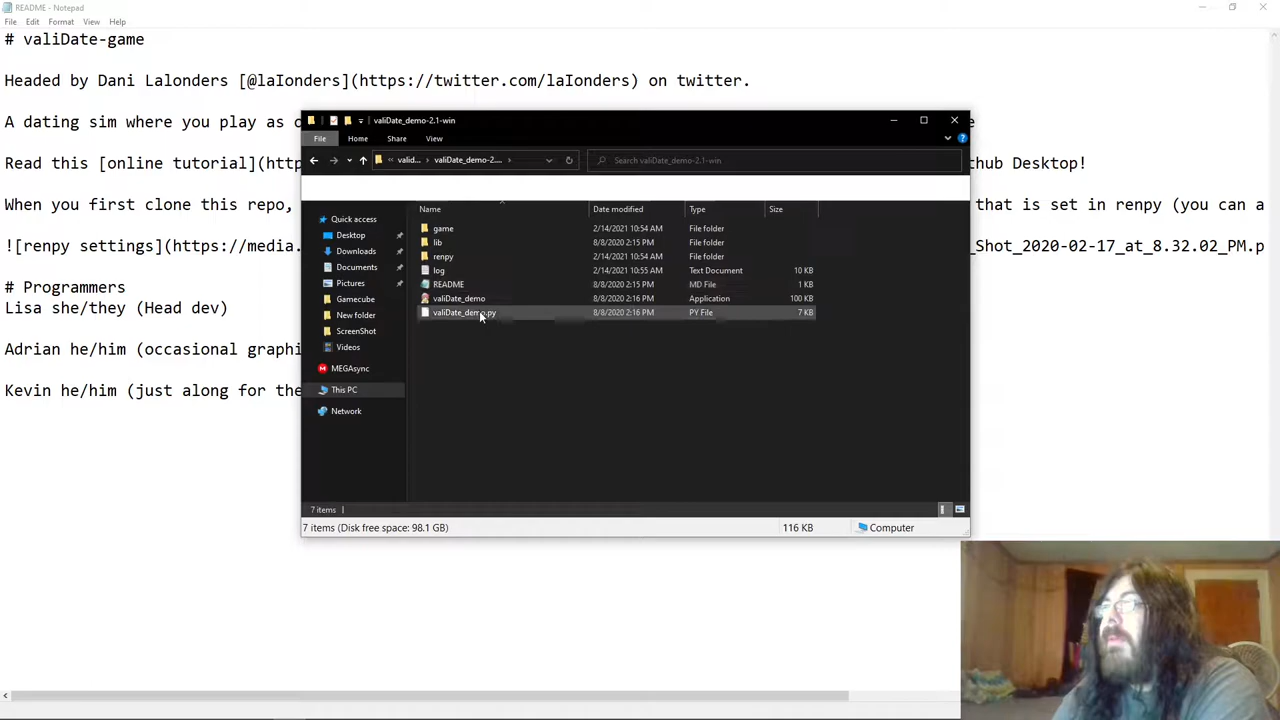 README - Notepad
File Edit Format View Help
# valiDate-game
Headed by Dani Lalonders [@laIonders](https://twitter.com/laIonders) on twitter.
A dating sim where you play as
Read this [online tutorial](http
thub Desktop!
When you first clone this repo,
that is set in renpy (you can a
![renpy settings](https://media.
_Shot_2020-02-17_at_8.32.02_PM.p
# Programmers
Lisa she/they (Head dev)
Adrian he/him (occasional graphi
Kevin he/him (just along for the
valiDate_demo-2.1-win
File Home Share View
valid... valiDate_demo-2.... Search valiDate_demo-2.1-win
Name Date modified Type Size
Quick access
Desktop
Downloads
Documents
Pictures
Gamecube
New folder
ScreenShot
Videos
MEGAsync
This PC
Network
game 2/14/2021 10:54 AM File folder
lib 8/8/2020 2:15 PM File folder
renpy 2/14/2021 10:54 AM File folder
log 2/14/2021 10:55 AM Text Document 10 KB
README 8/8/2020 2:15 PM MD File 1 KB
valiDate_demo 8/8/2020 2:16 PM Application 100 KB
valiDate_demo.py 8/8/2020 2:16 PM PY File 7 KB
7 items
7 items (Disk free space: 98.1 GB) 116 KB Computer